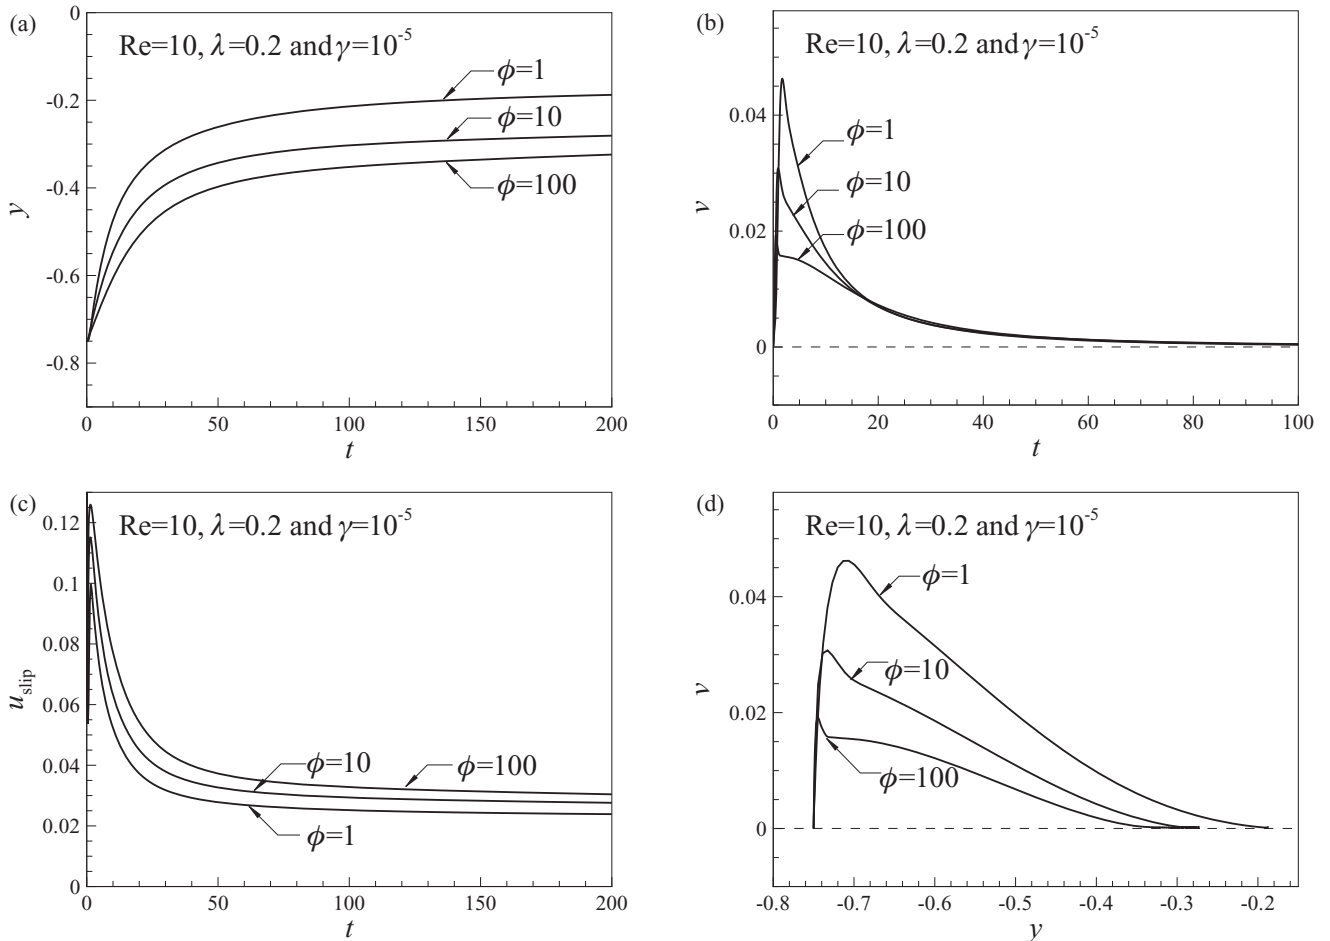 (a)
Re=10, λ=0.2 and γ=10⁻⁵
ϕ=1
ϕ=10
ϕ=100
y
0
-0.2
-0.4
-0.6
-0.8
0 50 100 150 200
t
(b)
Re=10, λ=0.2 and γ=10⁻⁵
ϕ=1
ϕ=10
ϕ=100
v
0.04
0.02
0
0 20 40 60 80 100
t
(c)
Re=10, λ=0.2 and γ=10⁻⁵
ϕ=10
ϕ=100
ϕ=1
u_slip
0.12
0.1
0.08
0.06
0.04
0.02
0
0 50 100 150 200
t
(d)
Re=10, λ=0.2 and γ=10⁻⁵
ϕ=1
ϕ=10
ϕ=100
v
0.04
0.02
0
-0.8 -0.7 -0.6 -0.5 -0.4 -0.3 -0.2
y